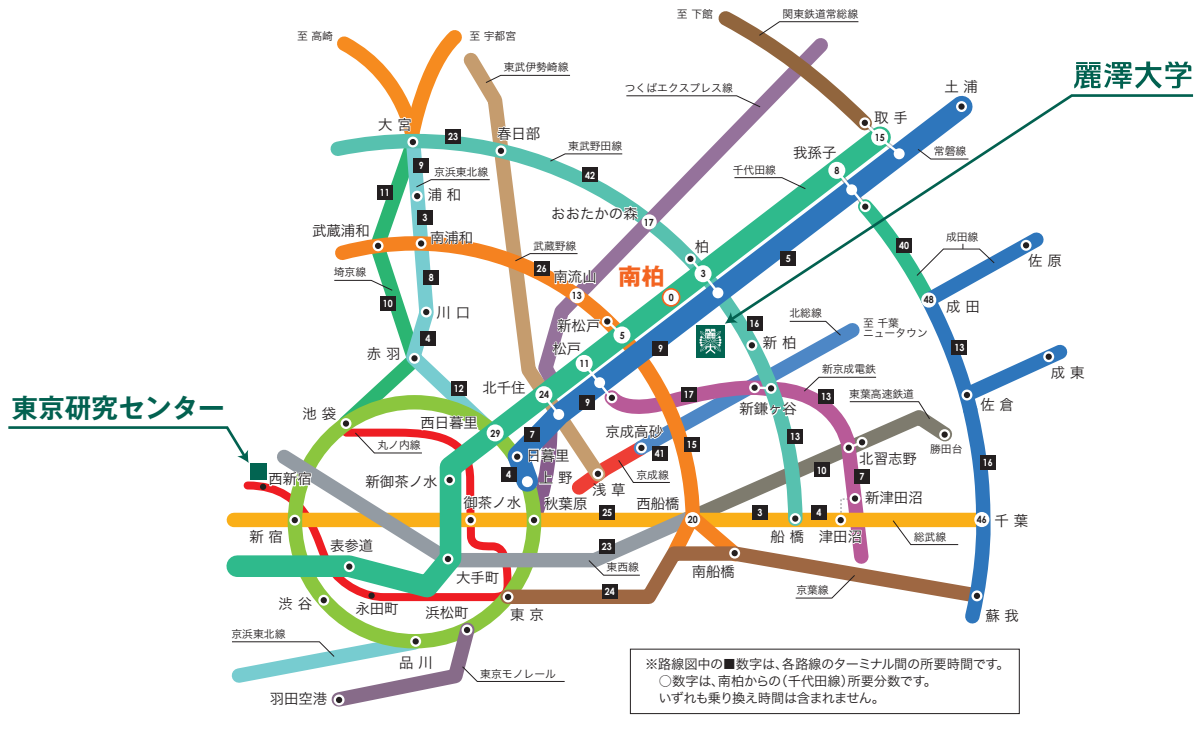 至 下館
関東鉄道常総線
至 高崎
至 宇都宮
東武伊勢崎線
つくばエクスプレス線
麗澤大学
土 浦
取 手
15
大 宮
23
春日部
東武野田線
我孫子
8
常磐線
千代田線
9
京浜東北線
42
11
浦 和
3
おおたかの森
17
武蔵浦和
南浦和
武蔵野線
柏
3
5
40
成田線
佐 原
埼京線
8
26
南流山
13
南柏
0
10
川 口
48
成 田
北総線
至 千葉
ニュータウン
新松戸
5
16
麗
大
新 柏
4
赤 羽
松戸
11
9
13
成 東
新京成電鉄
12
北千住
24
9
17
13
東葉高速鉄道
佐 倉
東京研究センター
池 袋
西日暮里
29
7
新鎌ヶ谷
京成高砂
13
丸ノ内線
日暮里
41
15
勝田台
北習志野
16
西新宿
新御茶ノ水
4
上 野
浅 草
京成線
10
7
御茶ノ水
秋葉原
25
西船橋
20
3
4
新津田沼
46
千 葉
新 宿
船 橋
津田沼
総武線
表参道
大手町
23
東西線
南船橋
渋 谷
永田町
浜松町
東 京
24
京葉線
蘇 我
京浜東北線
品 川
羽田空港
東京モノレール
※路線図中の■数字は、各路線のターミナル間の所要時間です。
○数字は、南柏からの(千代田線)所要分数です。
いずれも乗り換え時間は含まれません。